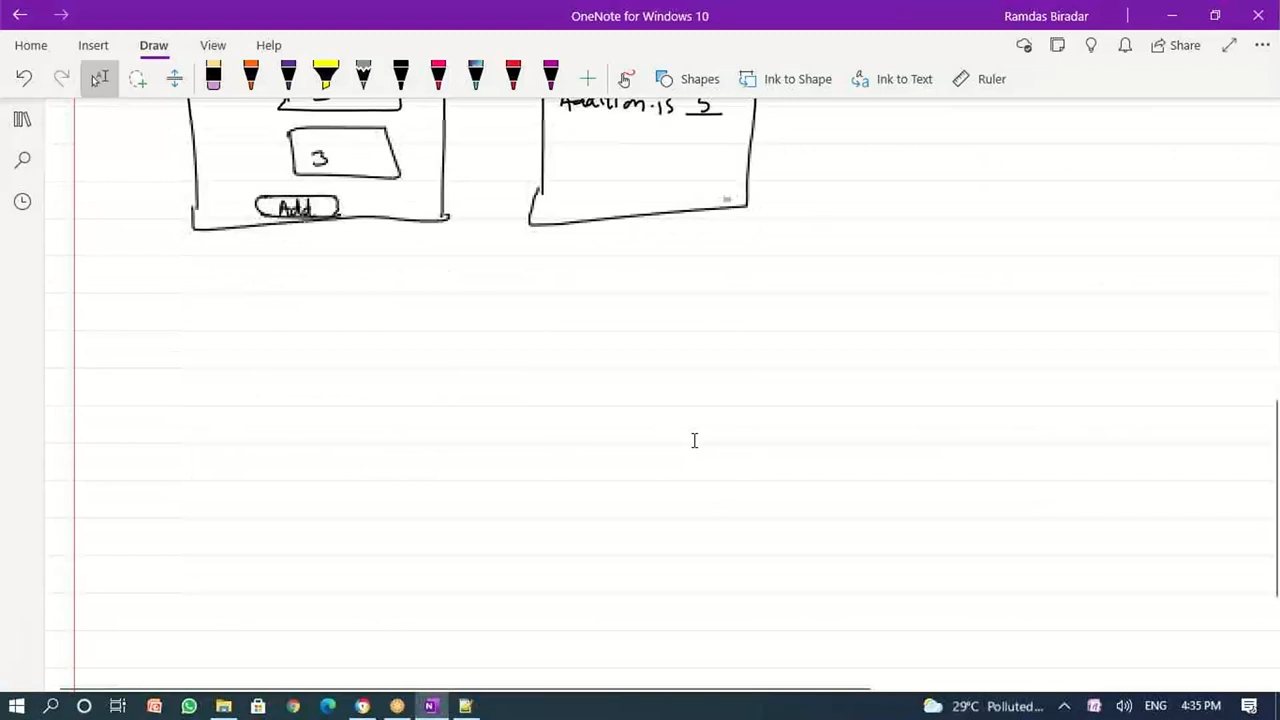 OneNote for Windows 10
Ramdas Biradar
Home Insert Draw View Help
Share
Shapes Ink to Shape Ink to Text Ruler
Addition is 5
3
Add
29°C Polluted... ENG 4:35 PM